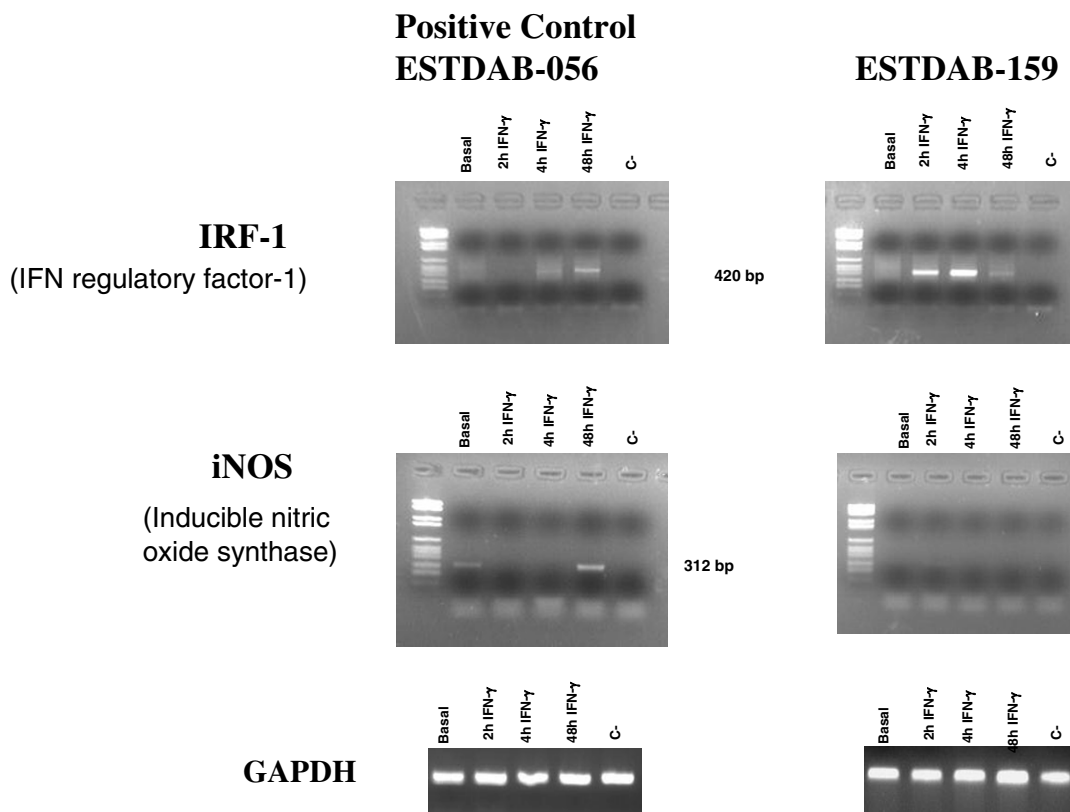 Positive Control
ESTDAB-056
ESTDAB-159
Basal
2h IFN-γ
4h IFN-γ
48h IFN-γ
C-
Basal
2h IFN-γ
4h IFN-γ
48h IFN-γ
C-
IRF-1
(IFN regulatory factor-1)
420 bp
Basal
2h IFN-γ
4h IFN-γ
48h IFN-γ
C-
Basal
2h IFN-γ
4h IFN-γ
48h IFN-γ
C-
iNOS
(Inducible nitric
oxide synthase)
312 bp
Basal
2h IFN-γ
4h IFN-γ
48h IFN-γ
C-
Basal
2h IFN-γ
4h IFN-γ
48h IFN-γ
C-
GAPDH